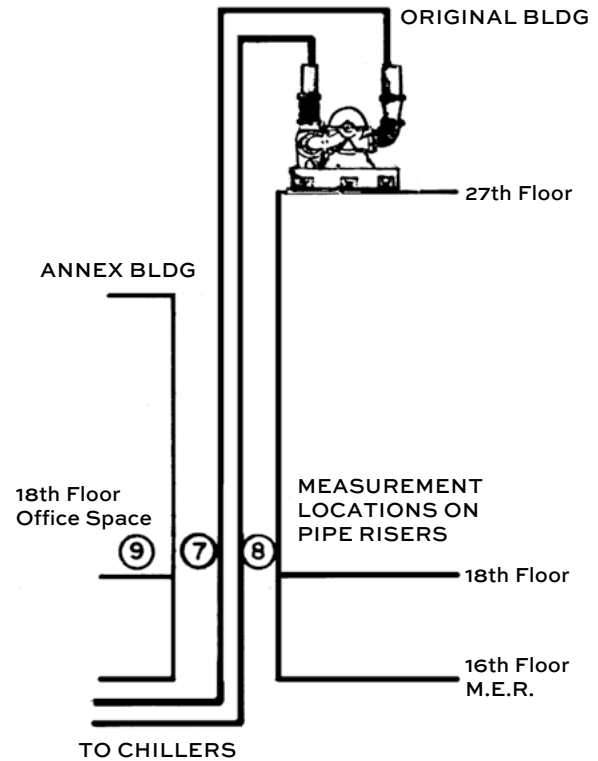 ORIGINAL BLDG
27th Floor
ANNEX BLDG
18th Floor
Office Space
MEASUREMENT
LOCATIONS ON
PIPE RISERS
9
7
8
18th Floor
16th Floor
M.E.R.
TO CHILLERS